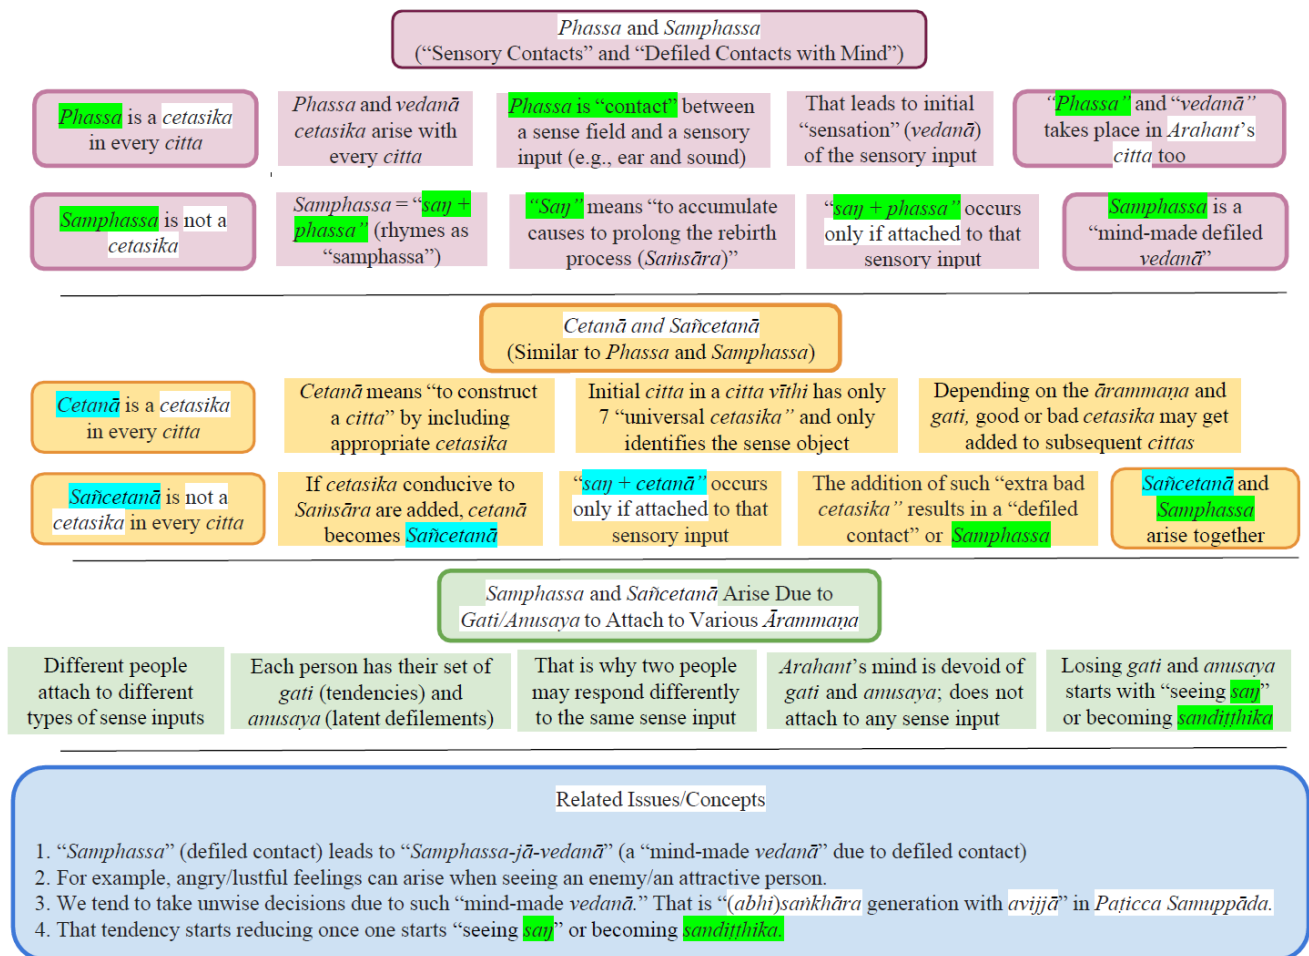 Phassa and Samphassa
(“Sensory Contacts” and “Defiled Contacts with Mind”)
Phassa is a cetasika
in every citta
Phassa and vedanā
cetasika arise with
every citta
Phassa is “contact” between
a sense field and a sensory
input (e.g., ear and sound)
That leads to initial
“sensation” (vedanā)
of the sensory input
“Phassa” and “vedanā”
takes place in Arahant’s
citta too
Samphassa is not a
cetasika
Samphassa = “saŋ +
phassa” (rhymes as
“samphassa”)
“Saŋ” means “to accumulate
causes to prolong the rebirth
process (Saṁsāra)”
“saŋ + phassa” occurs
only if attached to that
sensory input
Samphassa is a
“mind-made defiled
vedanā”
Cetanā and Sañcetanā
(Similar to Phassa and Samphassa)
Cetanā is a cetasika
in every citta
Cetanā means “to construct
a citta” by including
appropriate cetasika
Initial citta in a citta vīthi has only
7 “universal cetasika” and only
identifies the sense object
Depending on the ārammaṇa and
gati, good or bad cetasika may get
added to subsequent cittas
Sañcetanā is not a
cetasika in every citta
If cetasika conducive to
Saṁsāra are added, cetanā
becomes Sañcetanā
“saŋ + cetanā” occurs
only if attached to that
sensory input
The addition of such “extra bad
cetasika” results in a “defiled
contact” or Samphassa
Sañcetanā and
Samphassa
arise together
Samphassa and Sañcetanā Arise Due to
Gati/Anusaya to Attach to Various Ārammaṇa
Different people
attach to different
types of sense inputs
Each person has their set of
gati (tendencies) and
anusaya (latent defilements)
That is why two people
may respond differently
to the same sense input
Arahant’s mind is devoid of
gati and anusaya; does not
attach to any sense input
Losing gati and anusaya
starts with “seeing saŋ”
or becoming sandiṭṭhika
Related Issues/Concepts
1. “Samphassa” (defiled contact) leads to “Samphassa-jā-vedanā” (a “mind-made vedanā” due to defiled contact)
2. For example, angry/lustful feelings can arise when seeing an enemy/an attractive person.
3. We tend to take unwise decisions due to such “mind-made vedanā.” That is “(abhi)saṅkhāra generation with avijjā” in Paṭicca Samuppāda.
4. That tendency starts reducing once one starts “seeing saŋ” or becoming sandiṭṭhika.